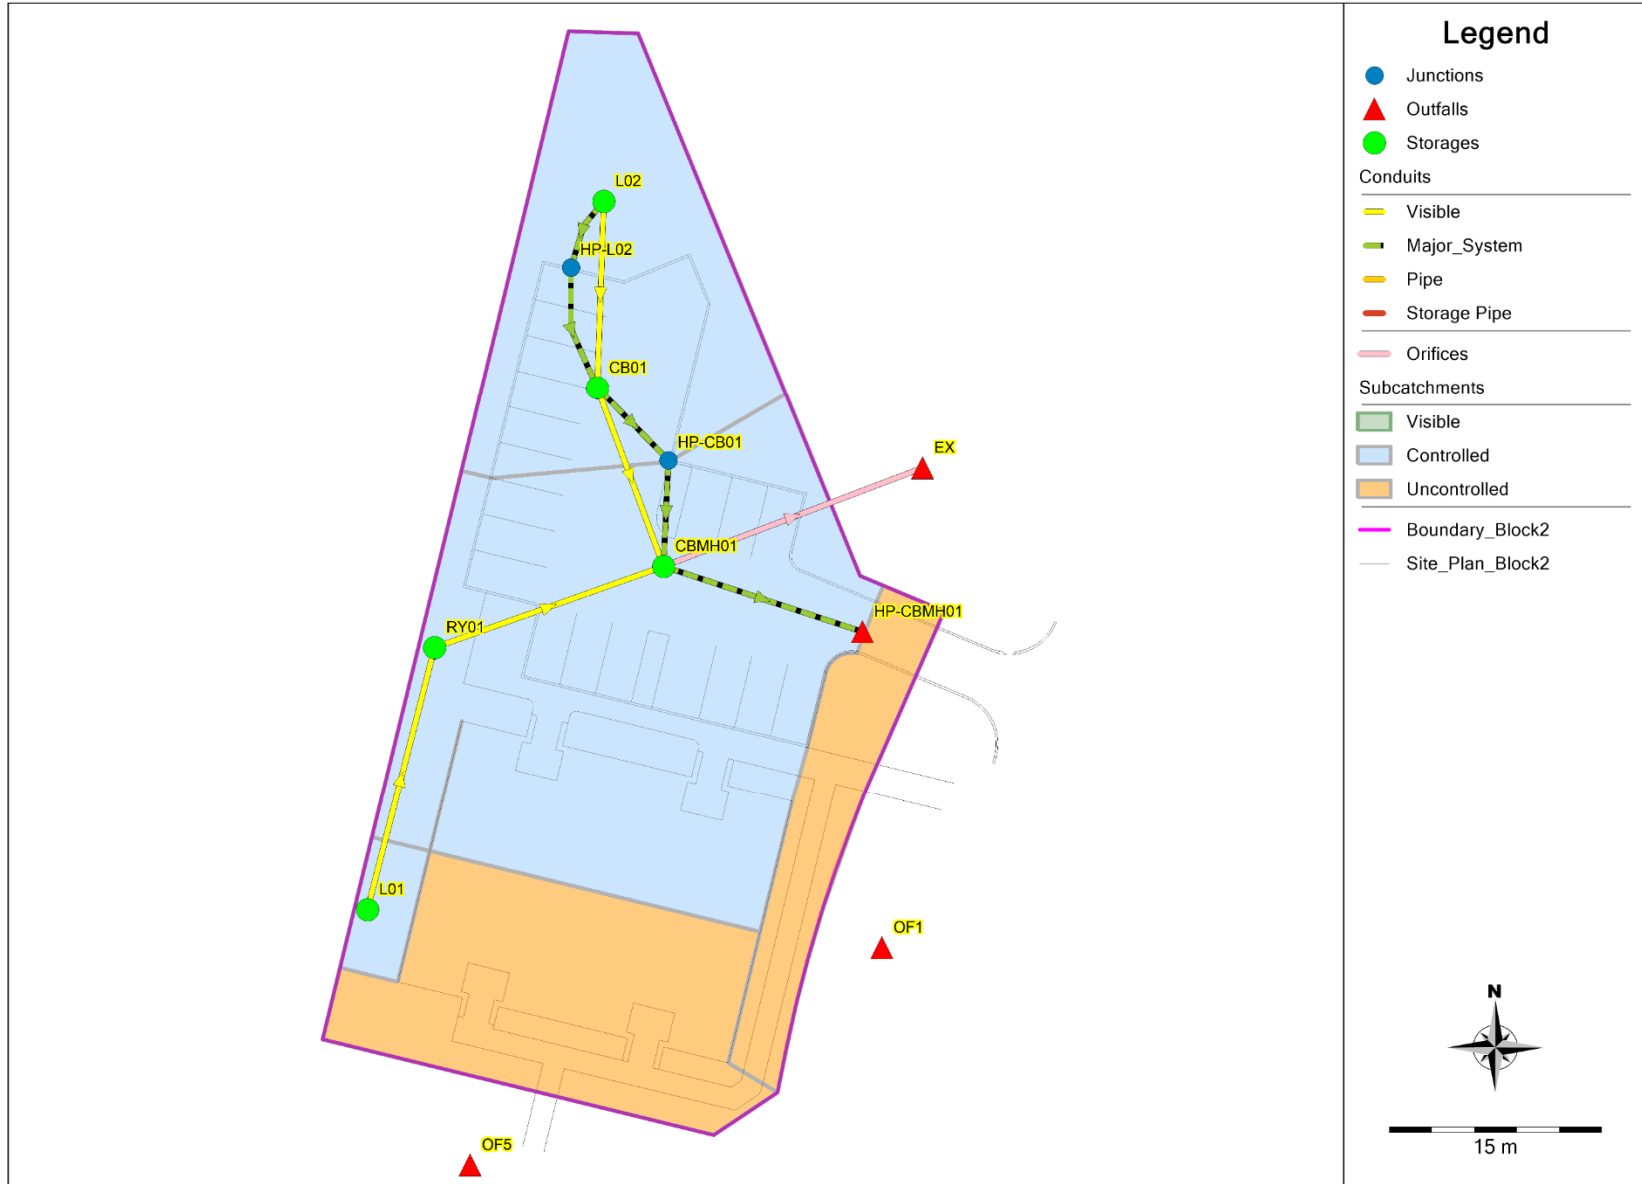 L02
HP-L02
CB01
HP-CB01
EX
CBMH01
HP-CBMH01
RY01
L01
OF1
OF5
Legend
Junctions
Outfalls
Storages
Conduits
Visible
Major_System
Pipe
Storage Pipe
Orifices
Subcatchments
Visible
Controlled
Uncontrolled
Boundary_Block2
Site_Plan_Block2
N
15 m